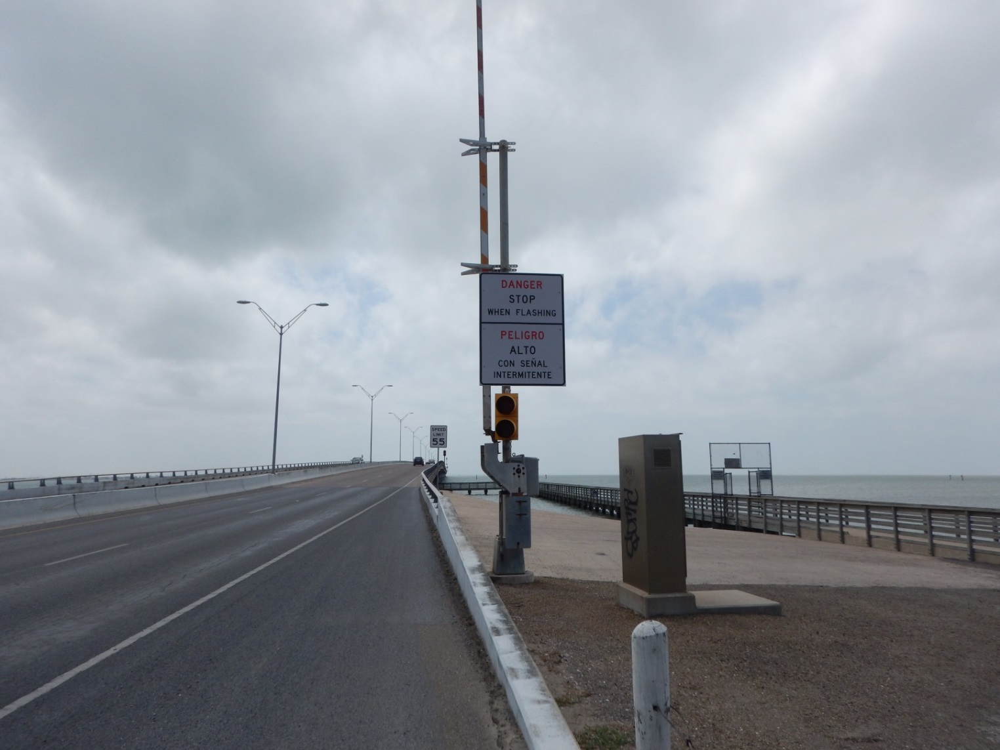 DANGER
STOP
WHEN FLASHING
PELIGRO
ALTO
CON SEÑAL
INTERMITENTE
SPEED
LIMIT
55